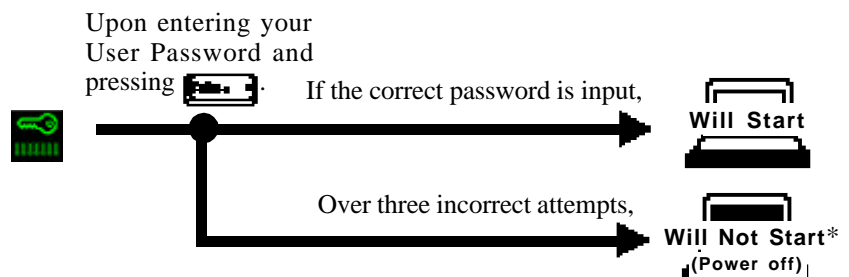 Upon entering your
User Password and
pressing .
If the correct password is input,
Will Start
Over three incorrect attempts,
Will Not Start*
(Power off)